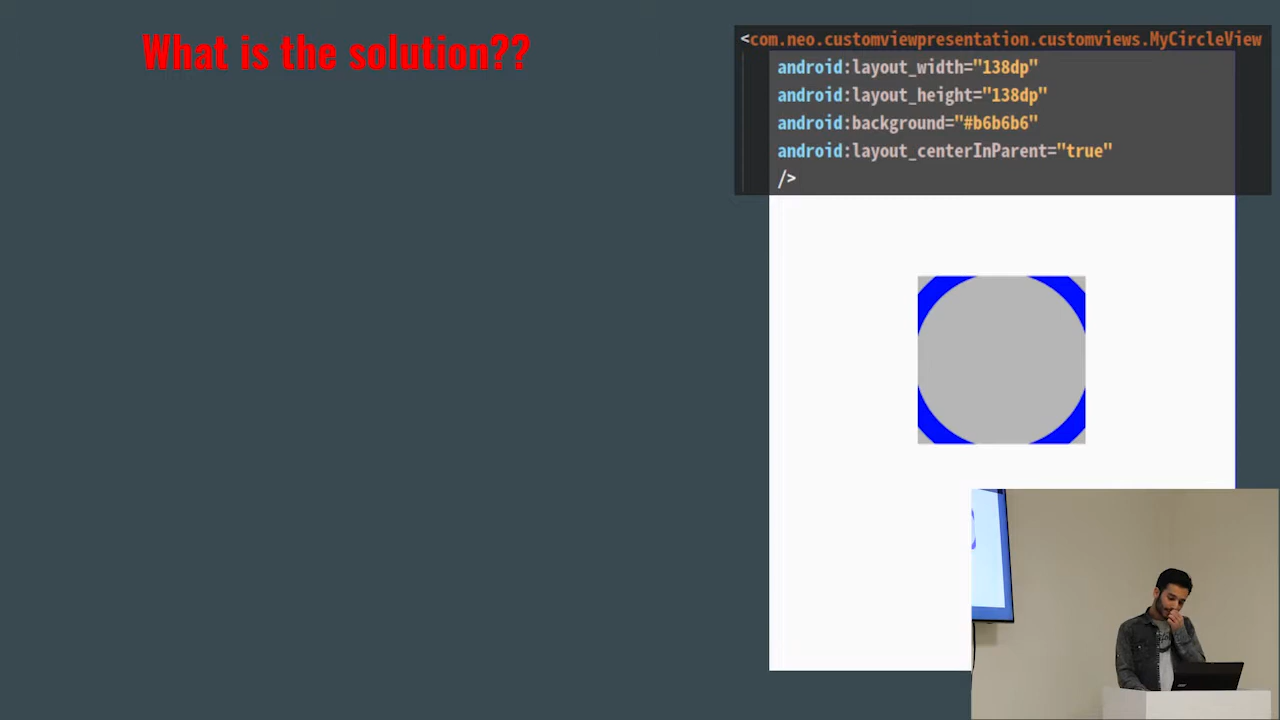 What is the solution??
<com.neo.customviewpresentation.customviews.MyCircleView
android:layout_width="138dp"
android:layout_height="138dp"
android:background="#b6b6b6"
android:layout_centerInParent="true"
/>